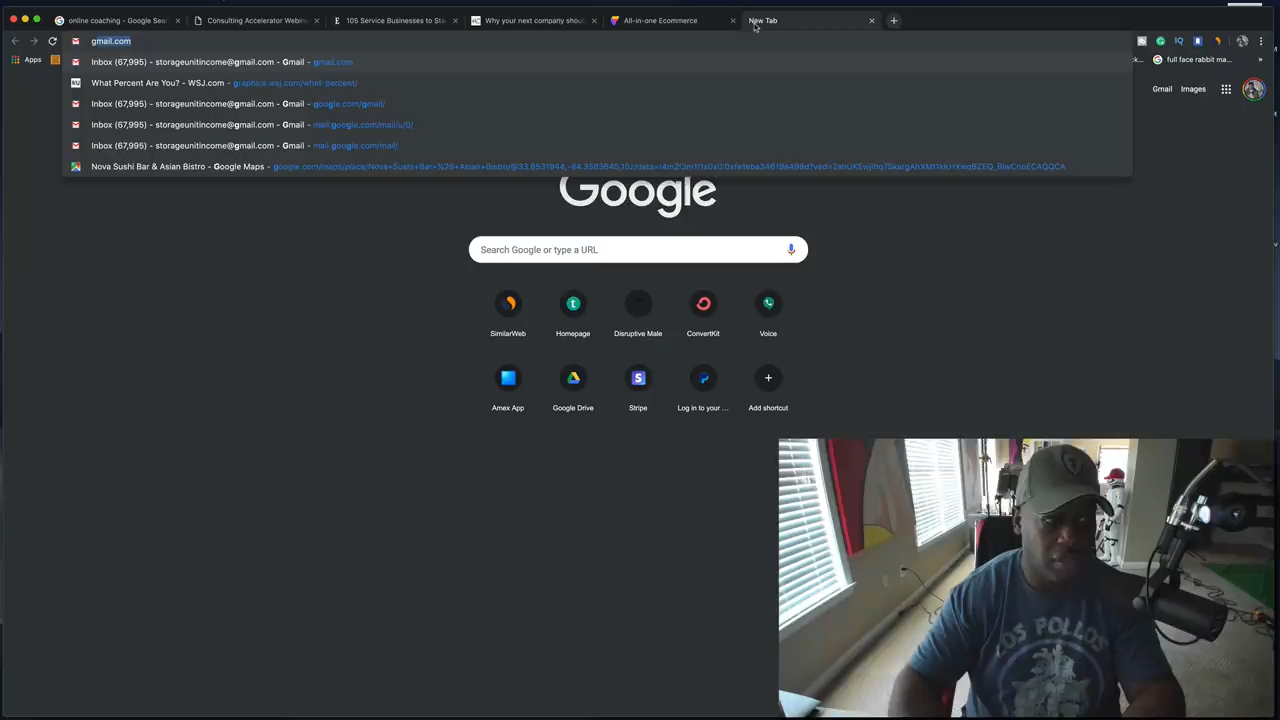 online coaching - Google Sea
Consulting Accelerator Webin
105 Service Businesses to Sta
Why your next company shoul
All-in-one Ecommerce
New Tab
gmail.com
Apps
full face rabbit ma...
Inbox (67,995) - storageunitincome@gmail.com - Gmail - gmail.com
What Percent Are You? - WSJ.com - graphics.wsj.com/what-percent/
Inbox (67,995) - storageunitincome@gmail.com - Gmail - google.com/gmail/
Inbox (67,995) - storageunitincome@gmail.com - Gmail - mail.google.com/mail/u/0/
Inbox (67,995) - storageunitincome@gmail.com - Gmail - mail.google.com/mail/
Nova Sushi Bar & Asian Bistro - Google Maps
Gmail Images
Google
Search Google or type a URL
SimilarWeb
Homepage
Disruptive Male
ConvertKit
Voice
Amex App
Google Drive
Stripe
Log in to your ...
Add shortcut
LOS POLLOS